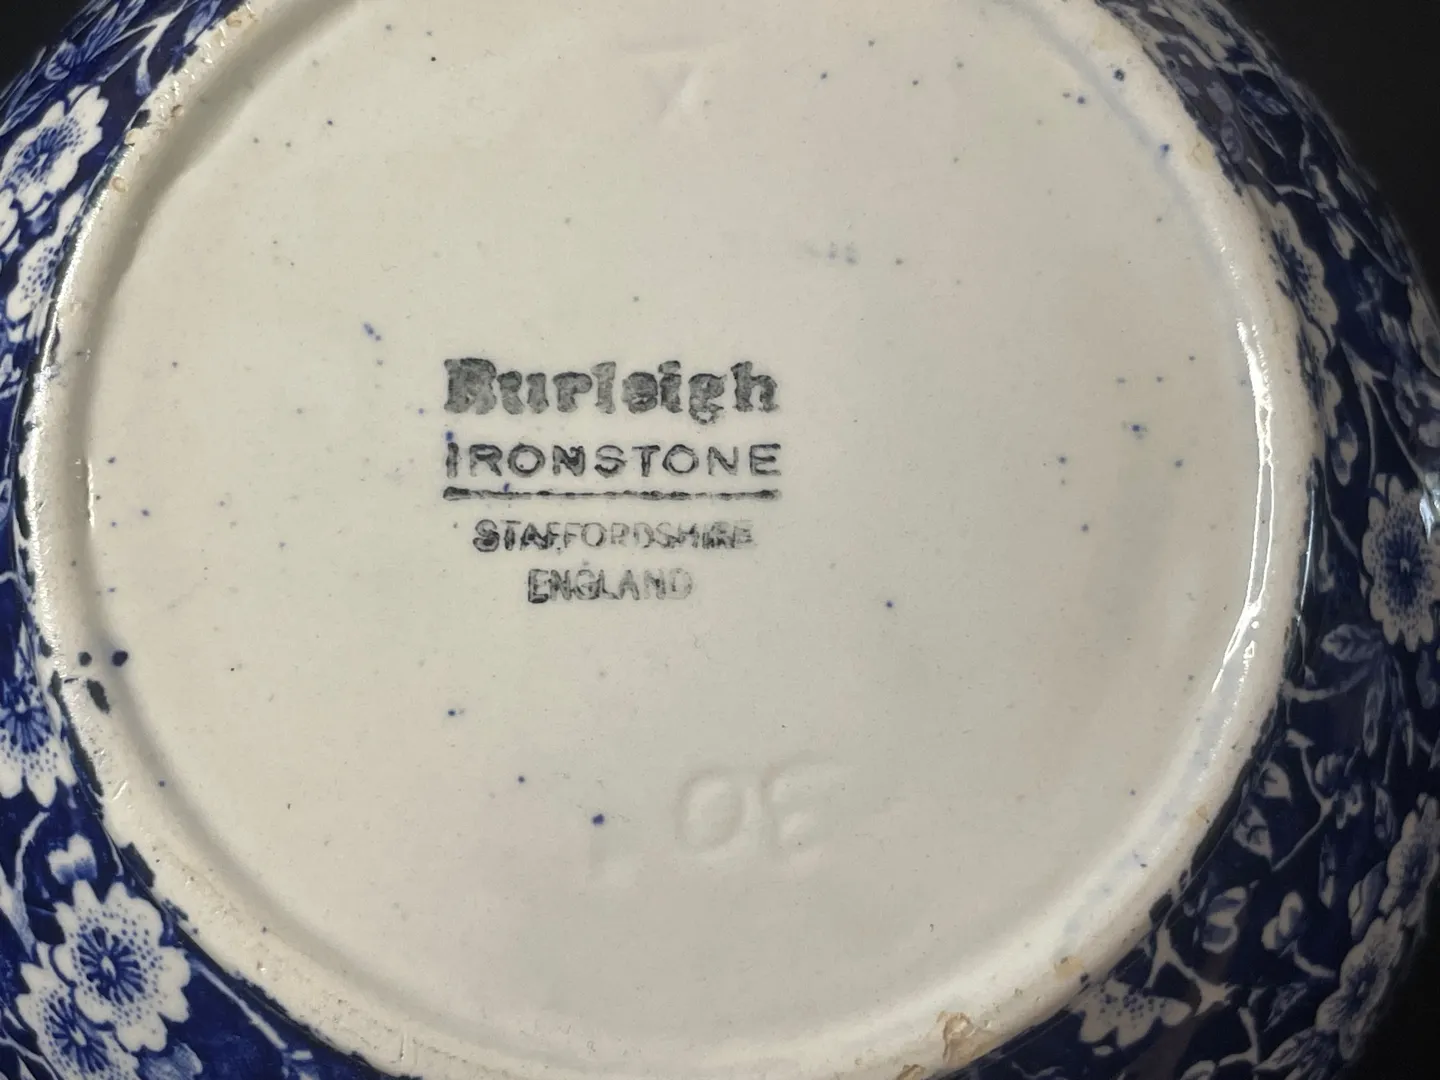 Burleigh
IRONSTONE
STAFFORDSHIRE
ENGLAND